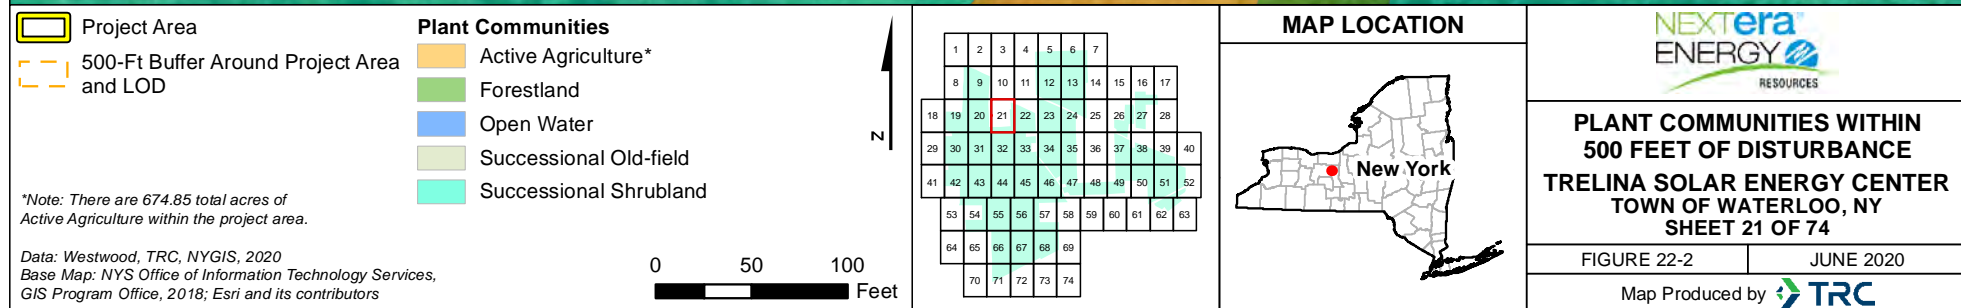 Project Area
500-Ft Buffer Around Project Area
and LOD
*Note: There are 674.85 total acres of
Active Agriculture within the project area.
Data: Westwood, TRC, NYGIS, 2020
Base Map: NYS Office of Information Technology Services,
GIS Program Office, 2018; Esri and its contributors
Plant Communities
Active Agriculture*
Forestland
Open Water
Successional Old-field
Successional Shrubland
0 50 100
Feet
N
1 2 3 4 5 6 7
8 9 10 11 12 13 14 15 16 17
18 19 20 21 22 23 24 25 26 27 28
29 30 31 32 33 34 35 36 37 38 39 40
41 42 43 44 45 46 47 48 49 50 51 52
53 54 55 56 57 58 59 60 61 62 63
64 65 66 67 68 69
70 71 72 73 74
MAP LOCATION
New York
NEXTera
ENERGY
RESOURCES
PLANT COMMUNITIES WITHIN
500 FEET OF DISTURBANCE
TRELINA SOLAR ENERGY CENTER
TOWN OF WATERLOO, NY
SHEET 21 OF 74
FIGURE 22-2
JUNE 2020
Map Produced by TRC